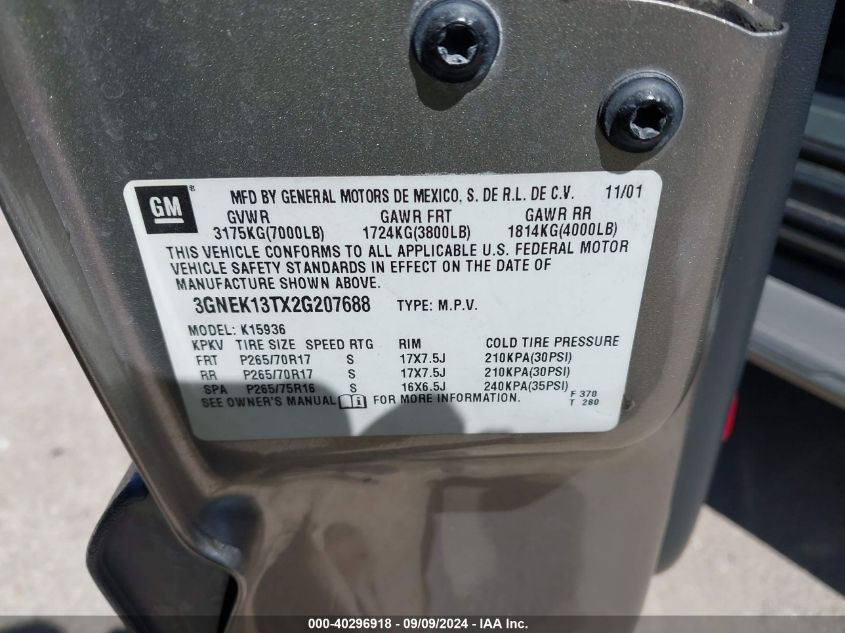 GM ® MFD BY GENERAL MOTORS DE MEXICO, S. DE R.L. DE C.V. 11/01
GVWR GAWR FRT GAWR RR
3175KG(7000LB) 1724KG(3800LB) 1814KG(4000LB)
THIS VEHICLE CONFORMS TO ALL APPLICABLE U.S. FEDERAL MOTOR
VEHICLE SAFETY STANDARDS IN EFFECT ON THE DATE OF
MANUFACTURE SHOWN ABOVE.
3GNEK13TX2G207688 TYPE: M.P.V.
MODEL: K15936
KPKV TIRE SIZE SPEED RTG RIM COLD TIRE PRESSURE
FRT P265/70R17 S 17X7.5J 210KPA(30PSI)
RR P265/70R17 S 17X7.5J 210KPA(30PSI)
SPA P265/75R16 S 16X6.5J 240KPA(35PSI)
SEE OWNER'S MANUAL FOR MORE INFORMATION. F 370
T 280
000-40296918 - 09/09/2024 - IAA Inc.